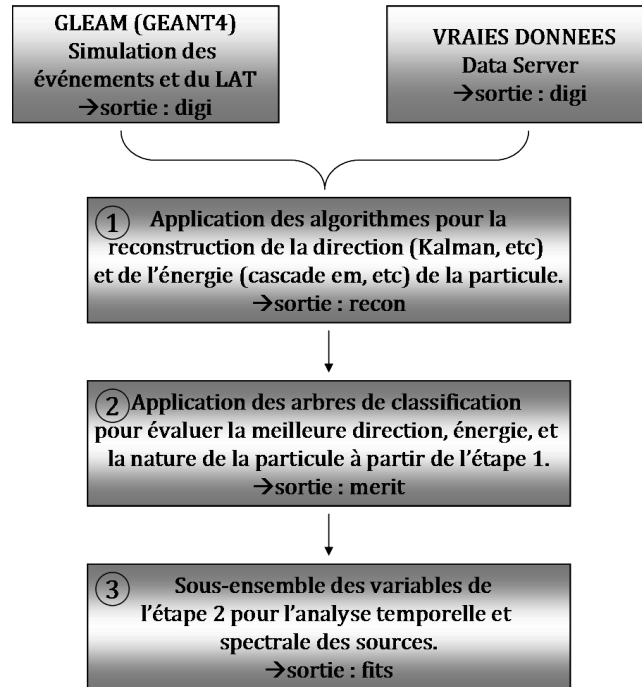 GLEAM (GEANT4)
Simulation des
événements et du LAT
→sortie : digi
VRAIES DONNEES
Data Server
→sortie : digi
① Application des algorithmes pour la
reconstruction de la direction (Kalman, etc)
et de l'énergie (cascade em, etc) de la particule.
→sortie : recon
② Application des arbres de classification
pour évaluer la meilleure direction, énergie, et
la nature de la particule à partir de l'étape 1.
→sortie : merit
③ Sous-ensemble des variables de
l'étape 2 pour l'analyse temporelle et
spectrale des sources.
→sortie : fits